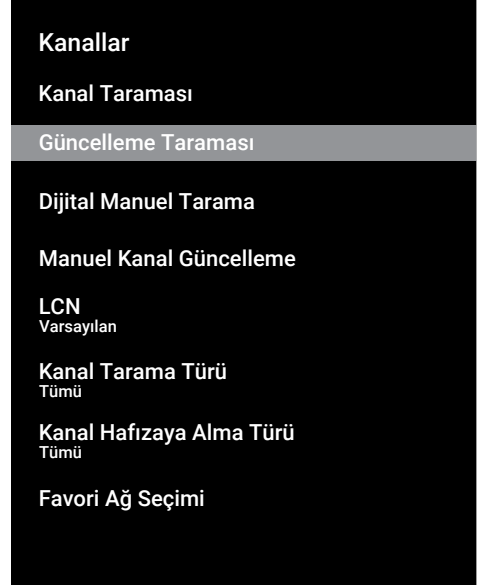 Kanallar
Kanal Taraması
Güncelleme Taraması
Dijital Manuel Tarama
Manuel Kanal Güncelleme
LCN
Varsayılan
Kanal Tarama Türü
Tümü
Kanal Hafızaya Alma Türü
Tümü
Favori Ağ Seçimi